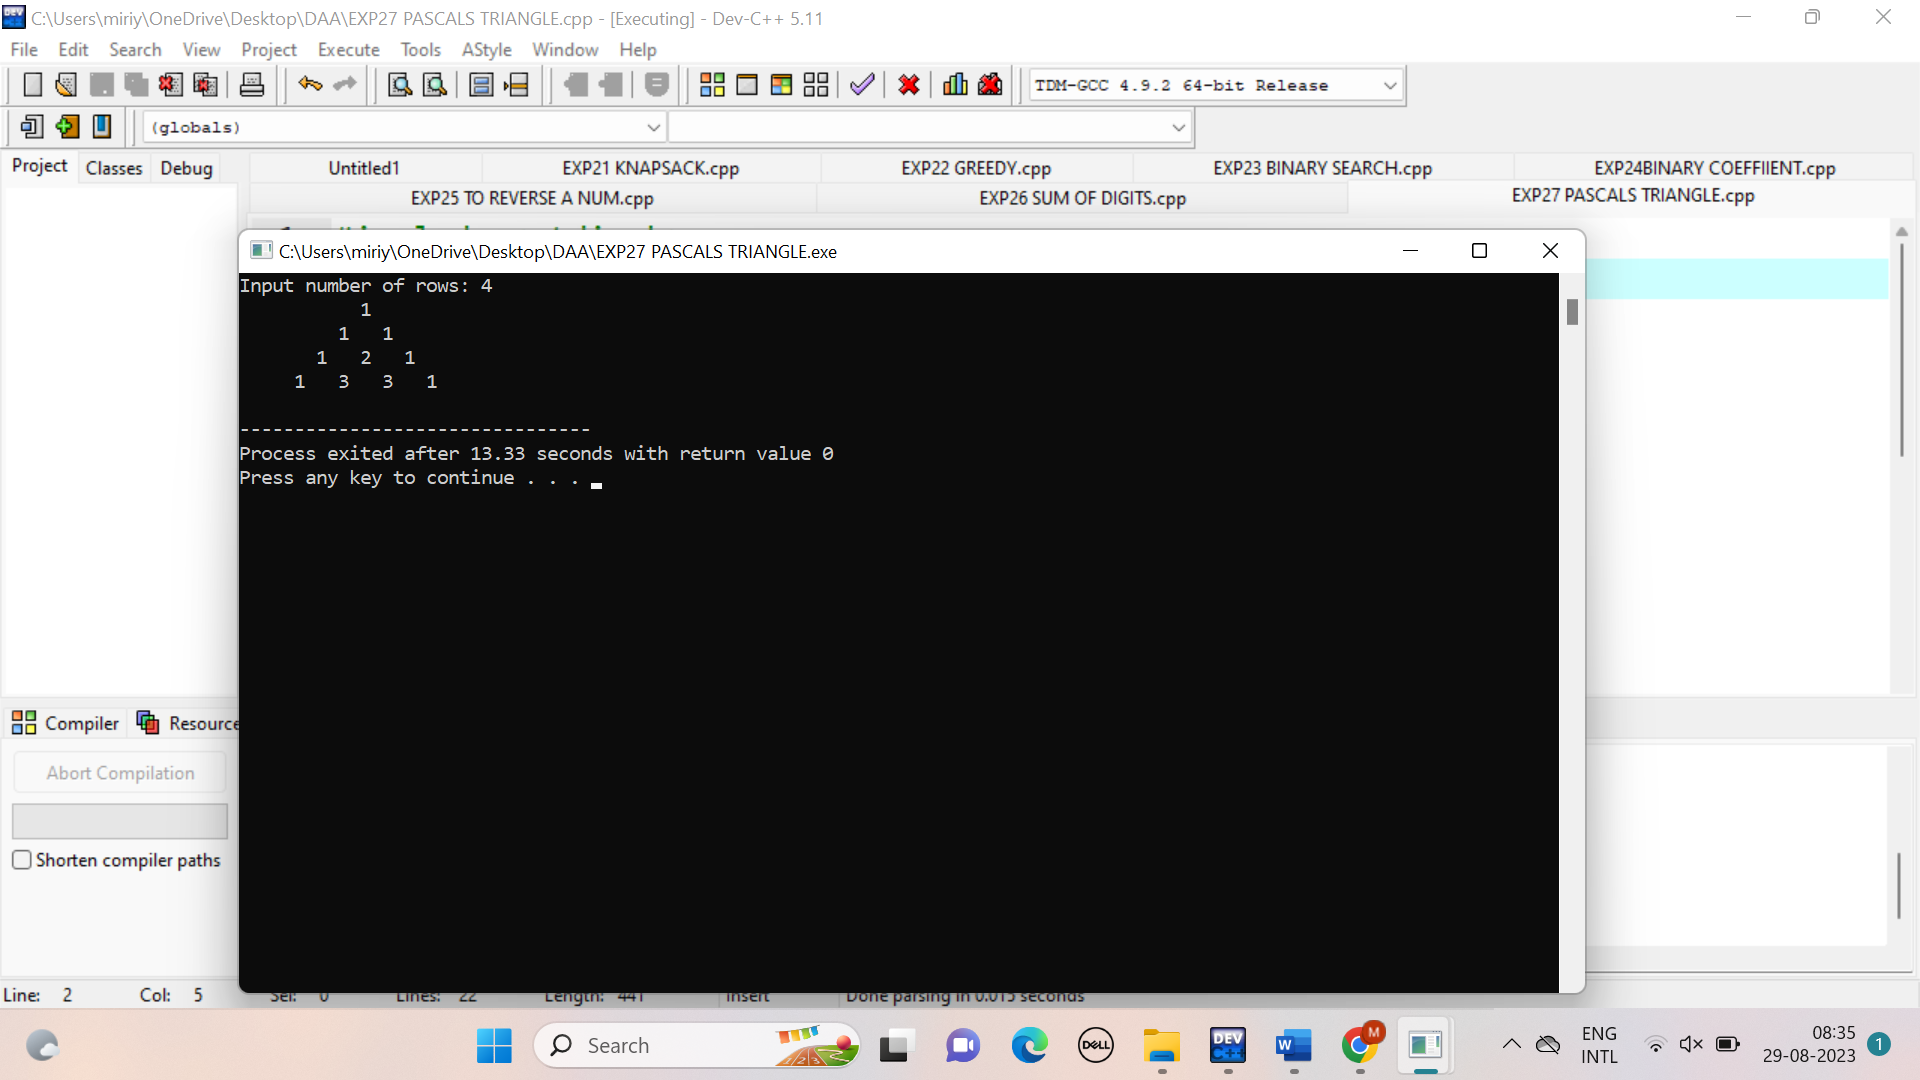 C:\Users\miriy\OneDrive\Desktop\DAA\EXP27 PASCALS TRIANGLE.cpp - [Executing] - Dev-C++ 5.11
File Edit Search View Project Execute Tools AStyle Window Help
TDM-GCC 4.9.2 64-bit Release
(globals)
Project Classes Debug
Untitled1 EXP21 KNAPSACK.cpp EXP22 GREEDY.cpp EXP23 BINARY SEARCH.cpp EXP24BINARY COEFFIIENT.cpp
EXP25 TO REVERSE A NUM.cpp EXP26 SUM OF DIGITS.cpp EXP27 PASCALS TRIANGLE.cpp
C:\Users\miriy\OneDrive\Desktop\DAA\EXP27 PASCALS TRIANGLE.exe
Input number of rows: 4
1
1 1
1 2 1
1 3 3 1
--------------------------------
Process exited after 13.33 seconds with return value 0
Press any key to continue . . .
Compiler Resource
Abort Compilation
Shorten compiler paths
Line: 2 Col: 5 Sel: 0 Lines: 22 Length: 441 Insert Done parsing in 0.015 seconds
Search
DELL
DEV C++
W
M
ENG
INTL
08:35
29-08-2023
1